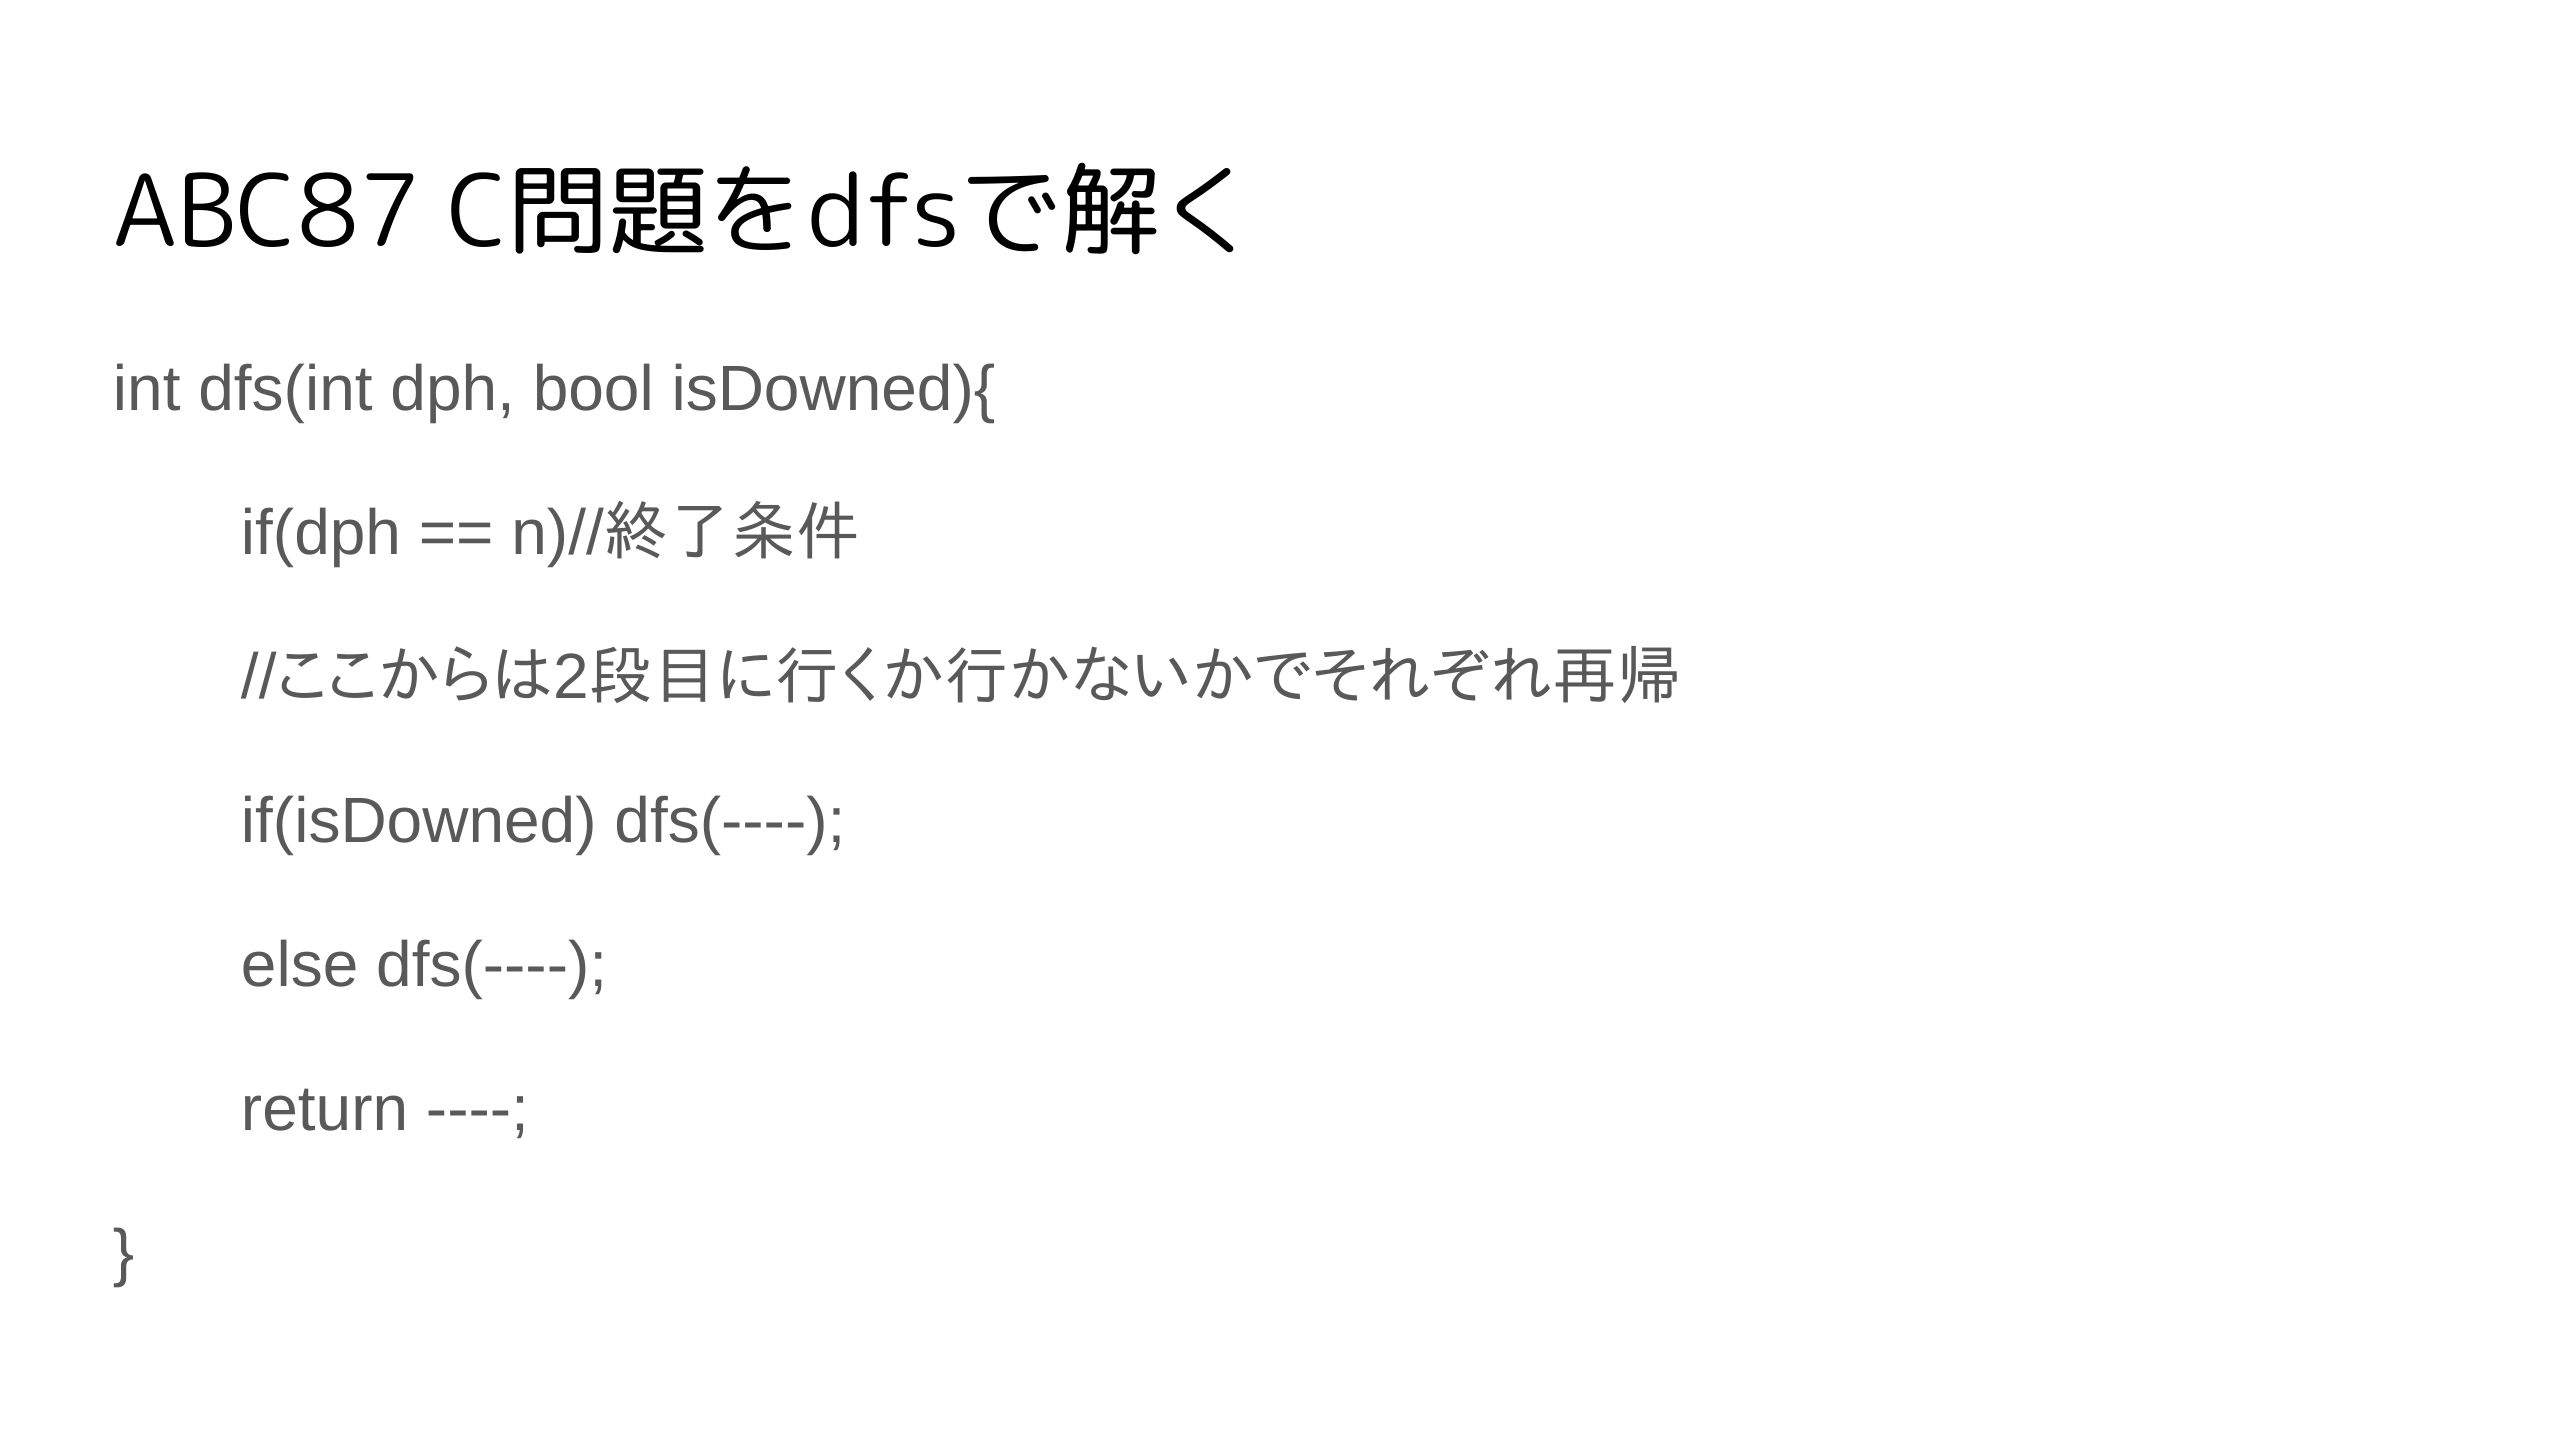 ABC87 C問題をdfsで解く
int dfs(int dph, bool isDowned){
if(dph == n)//終了条件
//ここからは2段目に行くか行かないかでそれぞれ再帰
if(isDowned) dfs(----);
else dfs(----);
return ----;
}